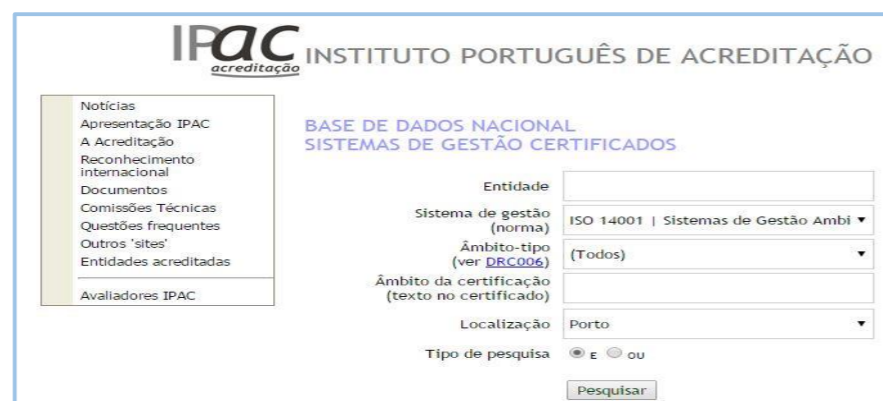 IPac
acreditação
INSTITUTO PORTUGUÊS DE ACREDITAÇÃO
Notícias
Apresentação IPAC
A Acreditação
Reconhecimento
internacional
Documentos
Comissões Técnicas
Questões frequentes
Outros 'sites'
Entidades acreditadas
Avaliadores IPAC
BASE DE DADOS NACIONAL
SISTEMAS DE GESTÃO CERTIFICADOS
Entidade
Sistema de gestão
(norma)
ISO 14001 | Sistemas de Gestão Ambi
Âmbito-tipo
(ver DRC006)
(Todos)
Âmbito da certificação
(texto no certificado)
Localização
Porto
Tipo de pesquisa
E
OU
Pesquisar